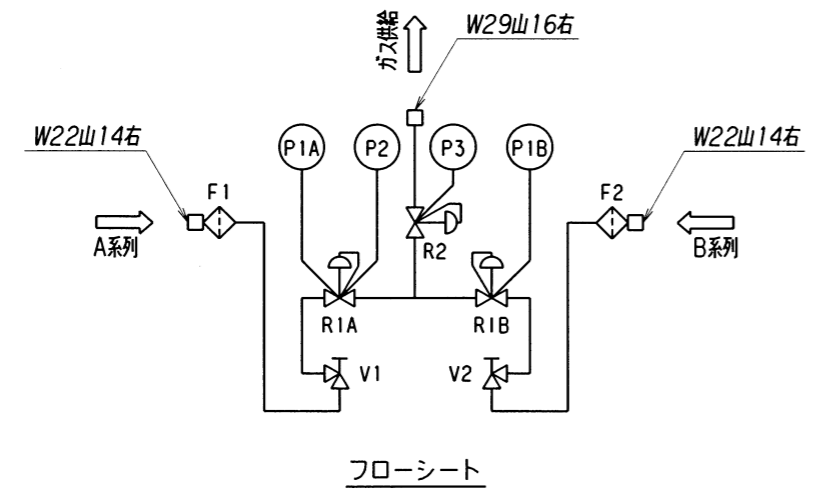 W29山16右
ガス供給
W22山14右
W22山14右
P1A
P2
P3
P1B
F1
F2
A系列
B系列
R2
R1A
R1B
V1
V2
フローシート